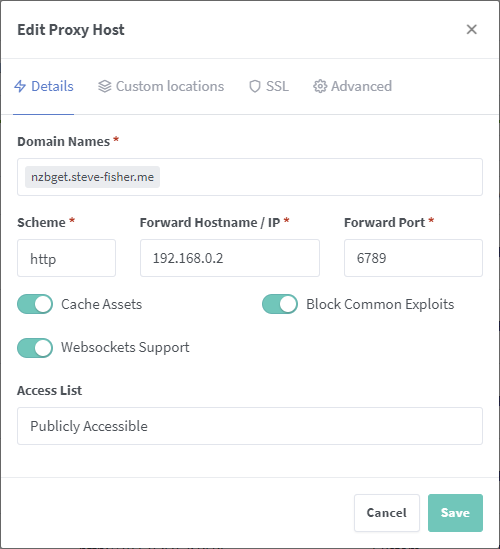 Edit Proxy Host ×
Details Custom locations SSL Advanced
Domain Names *
nzbget.steve-fisher.me
Scheme * Forward Hostname / IP * Forward Port *
http 192.168.0.2 6789
Cache Assets Block Common Exploits
Websockets Support
Access List
Publicly Accessible
Cancel Save